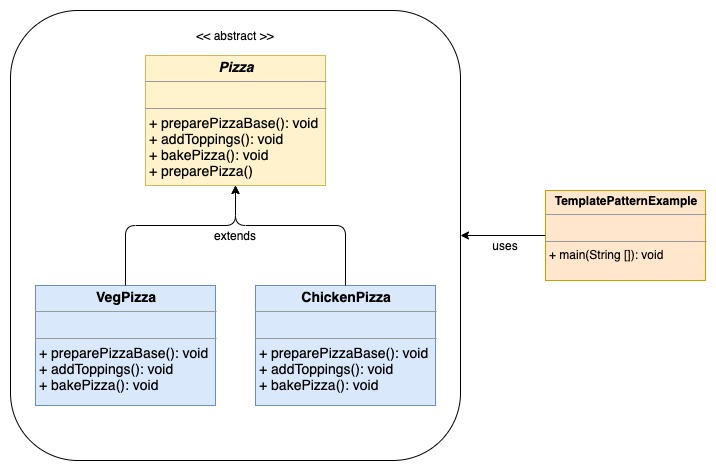 << abstract >>
Pizza
+ preparePizzaBase(): void
+ addToppings(): void
+ bakePizza(): void
+ preparePizza()
extends
VegPizza
+ preparePizzaBase(): void
+ addToppings(): void
+ bakePizza(): void
ChickenPizza
+ preparePizzaBase(): void
+ addToppings(): void
+ bakePizza(): void
uses
TemplatePatternExample
+ main(String []): void